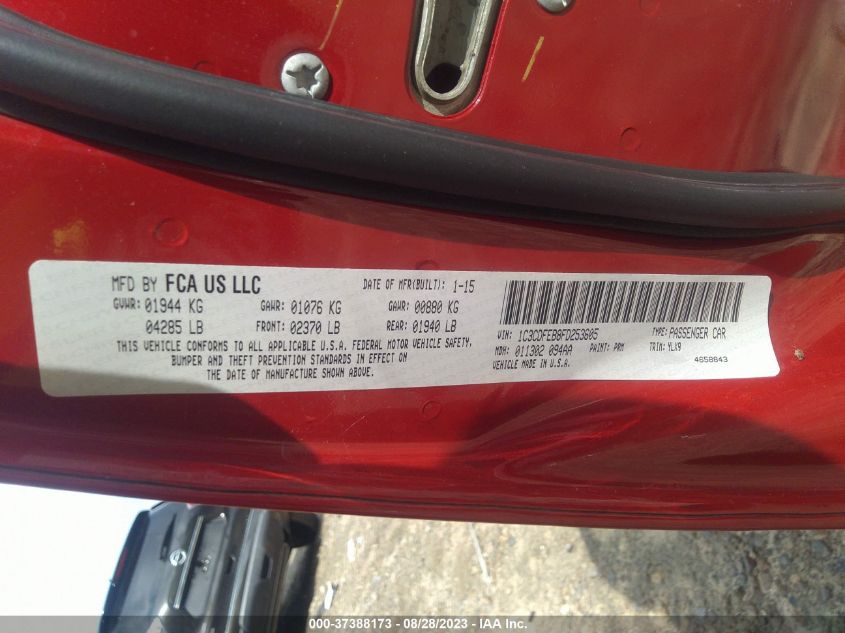 MFD BY FCA US LLC
DATE OF MFR(BUILT): 1-15
GVWR: 01944 KG
GAWR: 01076 KG
GAWR: 00880 KG
04285 LB
FRONT: 02370 LB
REAR: 01940 LB
THIS VEHICLE CONFORMS TO ALL APPLICABLE U.S.A. FEDERAL MOTOR VEHICLE SAFETY,
BUMPER AND THEFT PREVENTION STANDARDS IN EFFECT ON
THE DATE OF MANUFACTURE SHOWN ABOVE.
VIN: 1C3CDFEB8FD253605
TYPE: PASSENGER CAR
MDH: 011302 094AA
PAINT: PRM
TRIM: YLX9
VEHICLE MADE IN U.S.A.
4658843
000-37388173 - 08/28/2023 - IAA Inc.